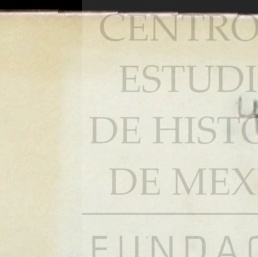 CENTRO
ESTUDI
DE HISTO
DE MEX
FUNDAC